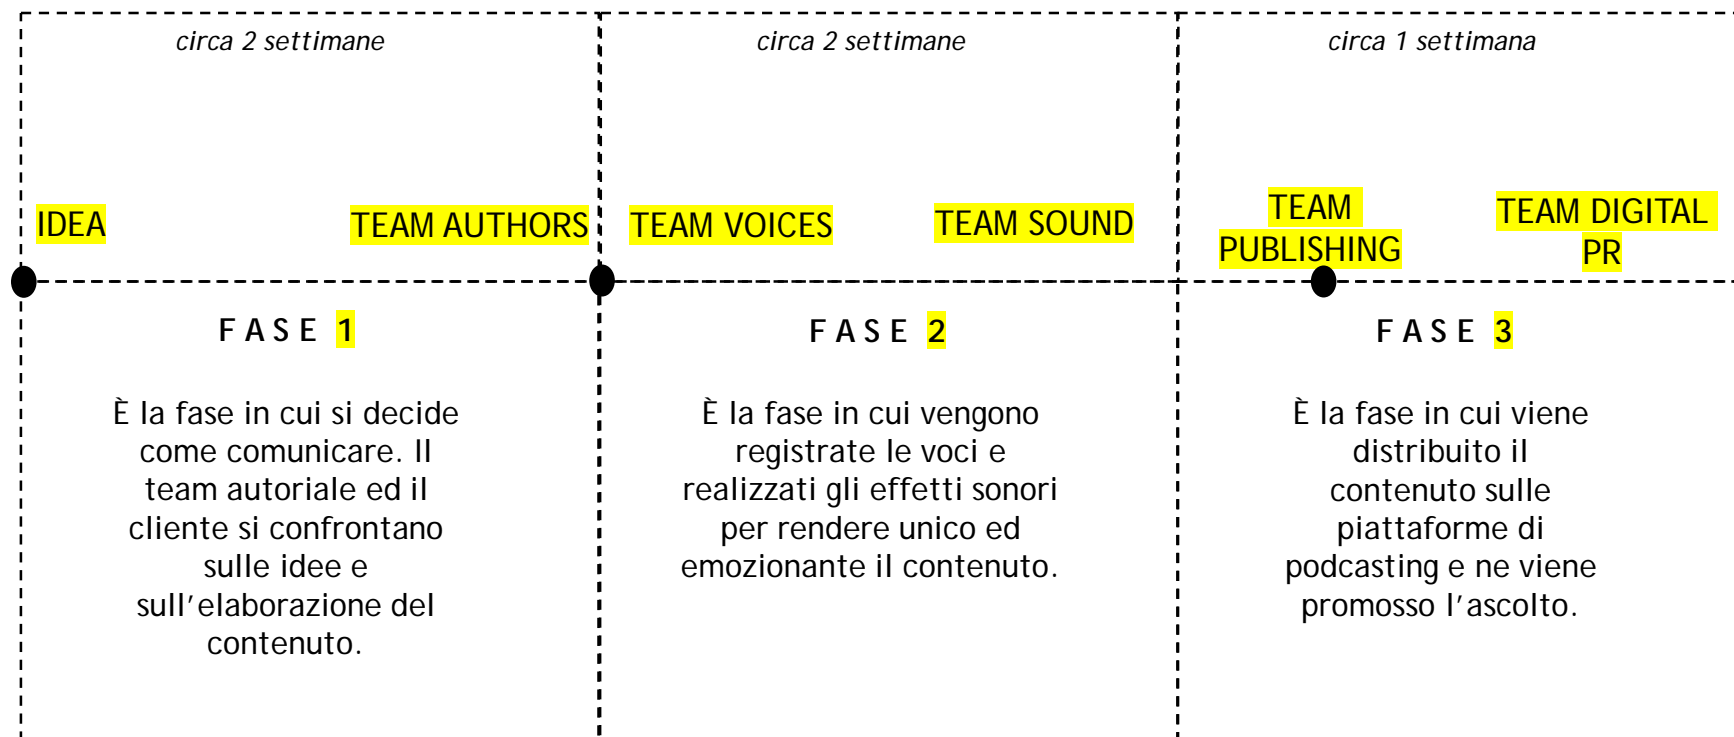 circa 2 settimane
circa 2 settimane
circa 1 settimana
IDEA
TEAM AUTHORS
TEAM VOICES
TEAM SOUND
TEAM
PUBLISHING
TEAM DIGITAL
PR
FASE 1
È la fase in cui si decide
come comunicare. Il
team autoriale ed il
cliente si confrontano
sulle idee e
sull'elaborazione del
contenuto.
FASE 2
È la fase in cui vengono
registrate le voci e
realizzati gli effetti sonori
per rendere unico ed
emozionante il contenuto.
FASE 3
È la fase in cui viene
distribuito il
contenuto sulle
piattaforme di
podcasting e ne viene
promosso l'ascolto.